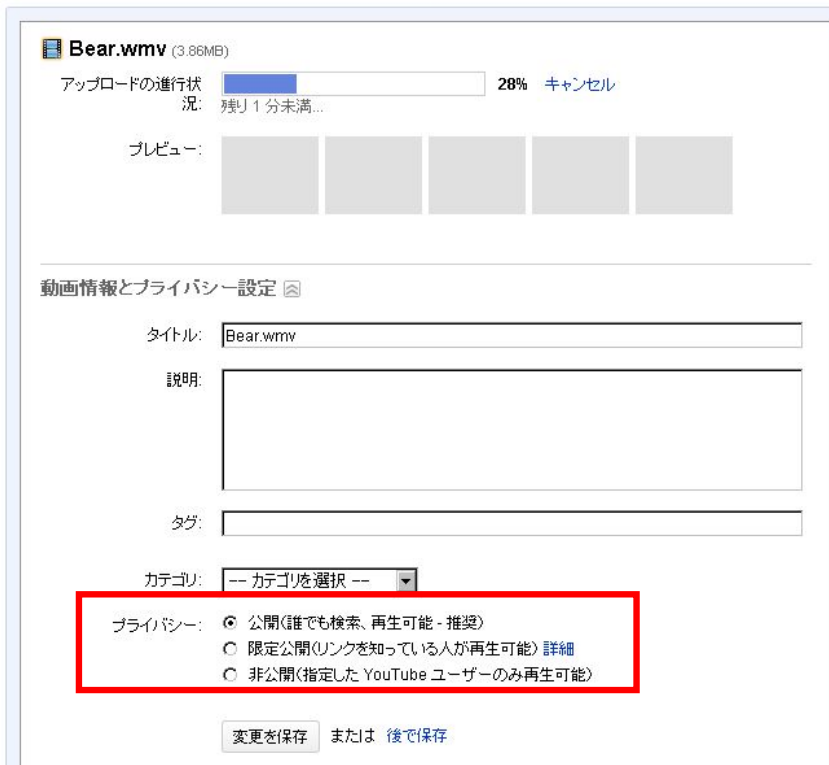 Bear.wmv (3.86MB)
アップロードの進行状況: 28% キャンセル
残り 1 分未満...
プレビュー:
動画情報とプライバシー設定
タイトル: Bear.wmv
説明:
タグ:
カテゴリ: -- カテゴリを選択 --
プライバシー: 公開(誰でも検索、再生可能 - 推奨)
限定公開(リンクを知っている人が再生可能) 詳細
非公開(指定した YouTube ユーザーのみ再生可能)
変更を保存 または 後で保存